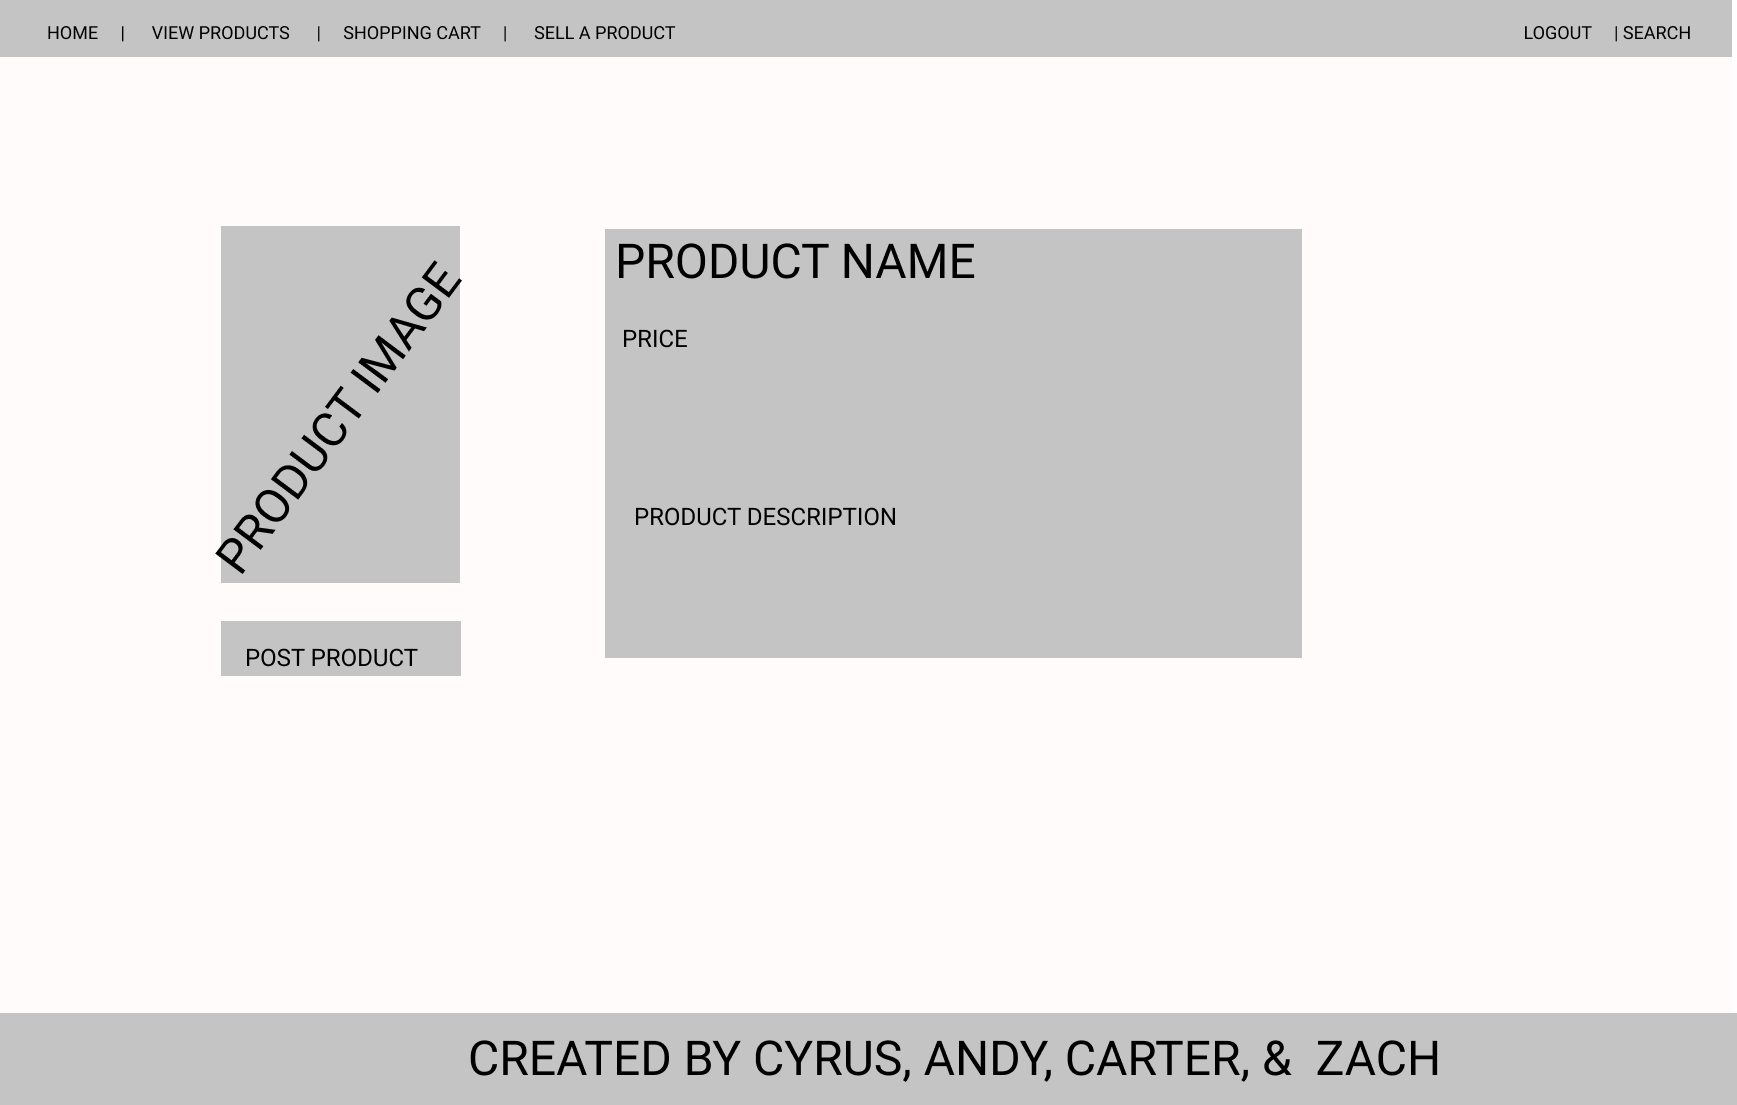 HOME | VIEW PRODUCTS | SHOPPING CART | SELL A PRODUCT LOGOUT | SEARCH
PRODUCT IMAGE
POST PRODUCT
PRODUCT NAME
PRICE
PRODUCT DESCRIPTION
CREATED BY CYRUS, ANDY, CARTER, & ZACH